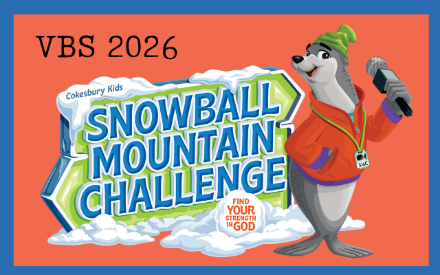 VBS 2026
Cokesbury Kids
SNOWBALL
MOUNTAIN
CHALLENGE
FIND
YOUR
STRENGTH
IN GOD